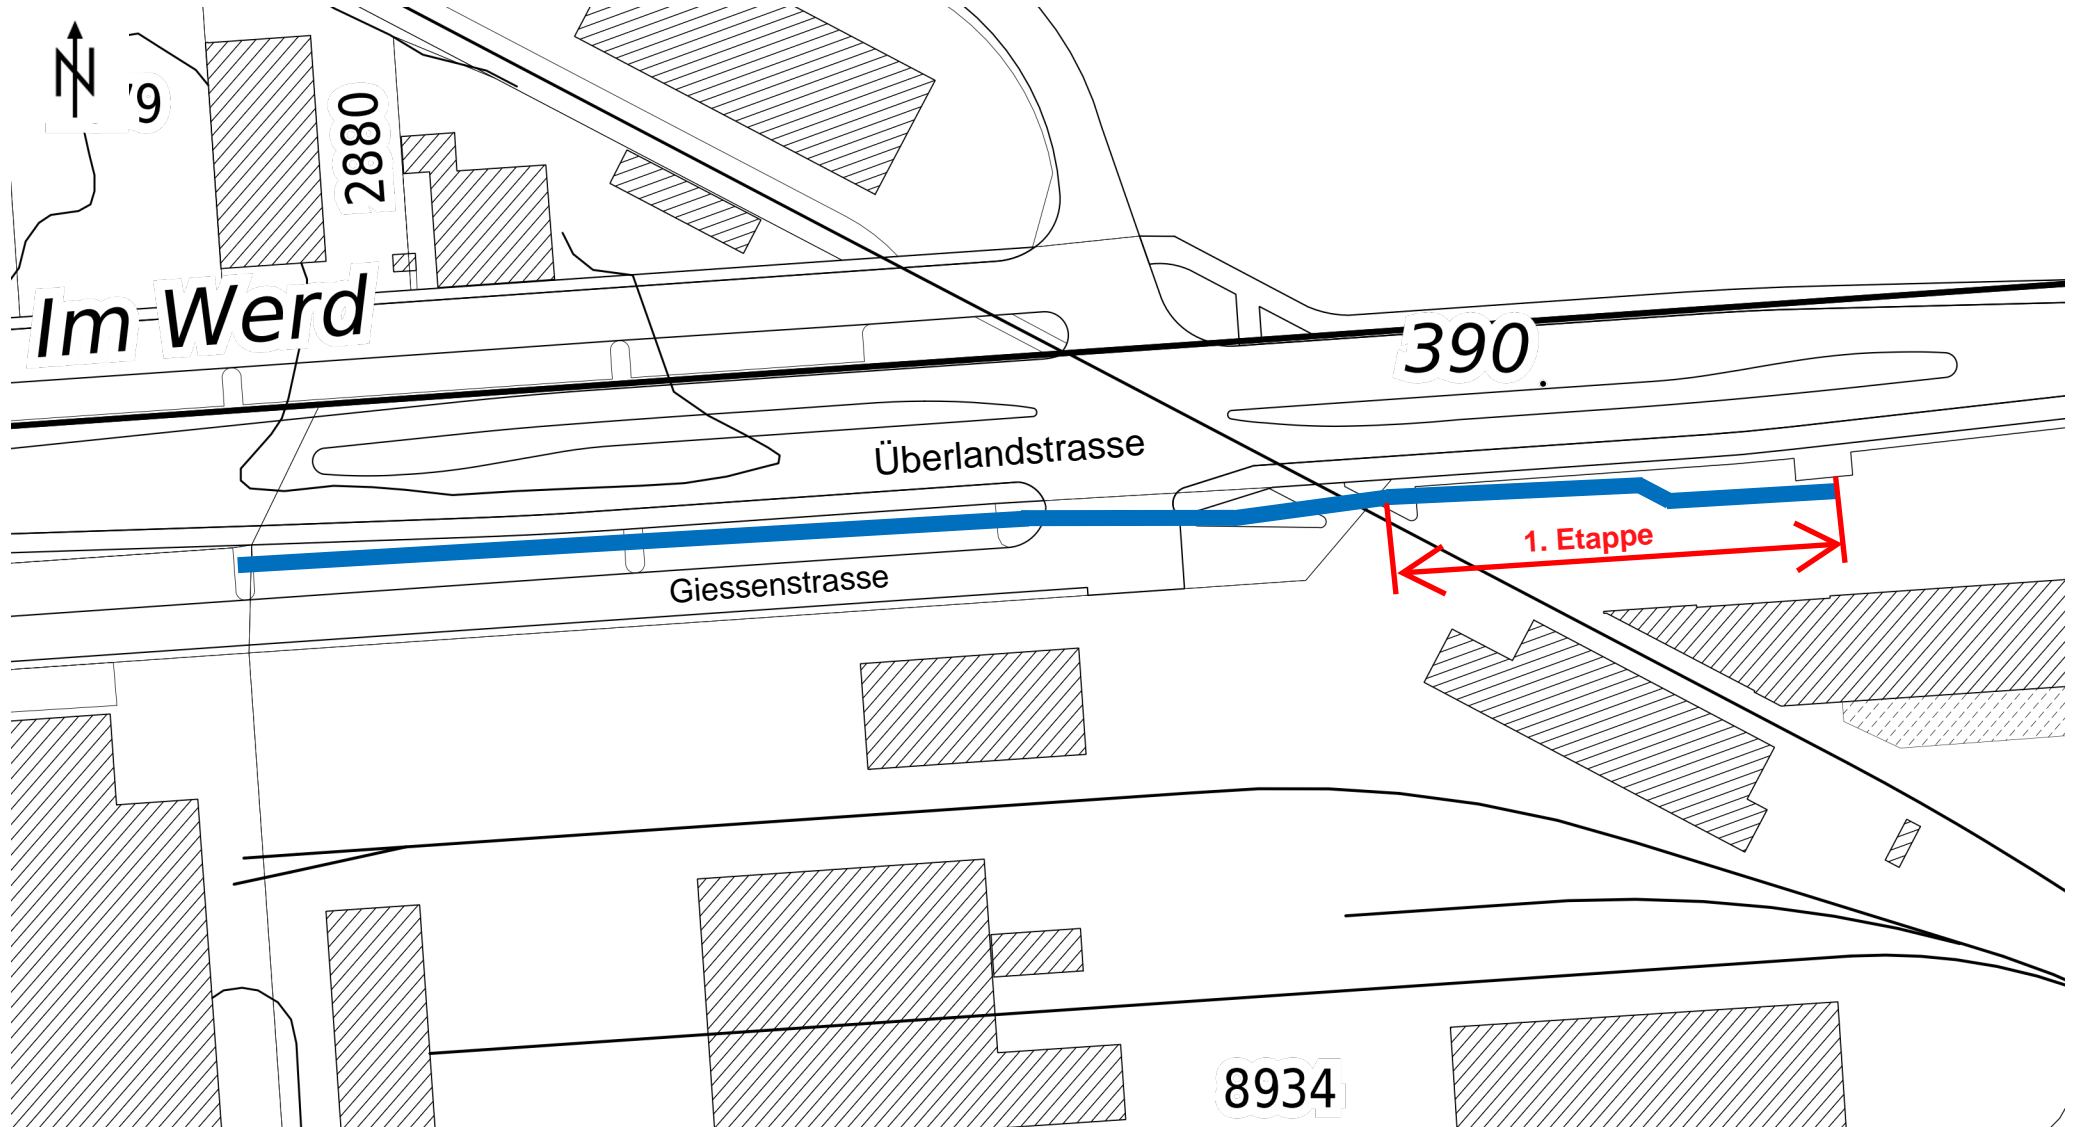 N
9
2880
Im Werd
390
Überlandstrasse
1. Etappe
Giessenstrasse
8934